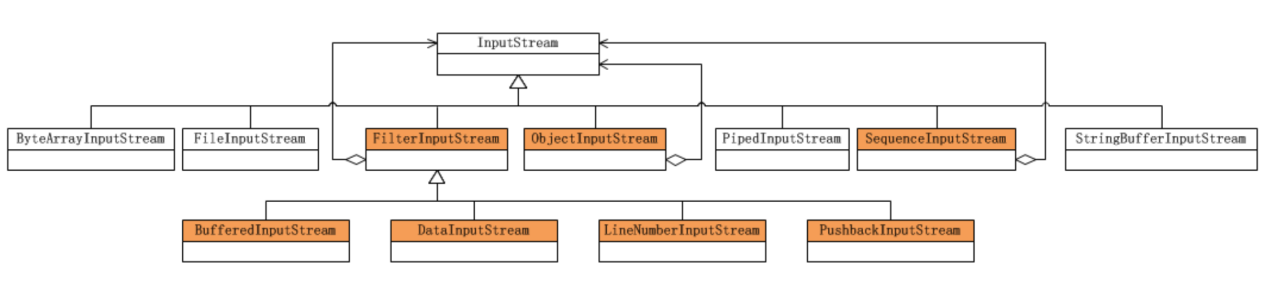 InputStream
ByteArrayInputStream
FileInputStream
FilterInputStream
ObjectInputStream
PipedInputStream
SequenceInputStream
StringBufferInputStream
BufferedInputStream
DataInputStream
LineNumberInputStream
PushbackInputStream